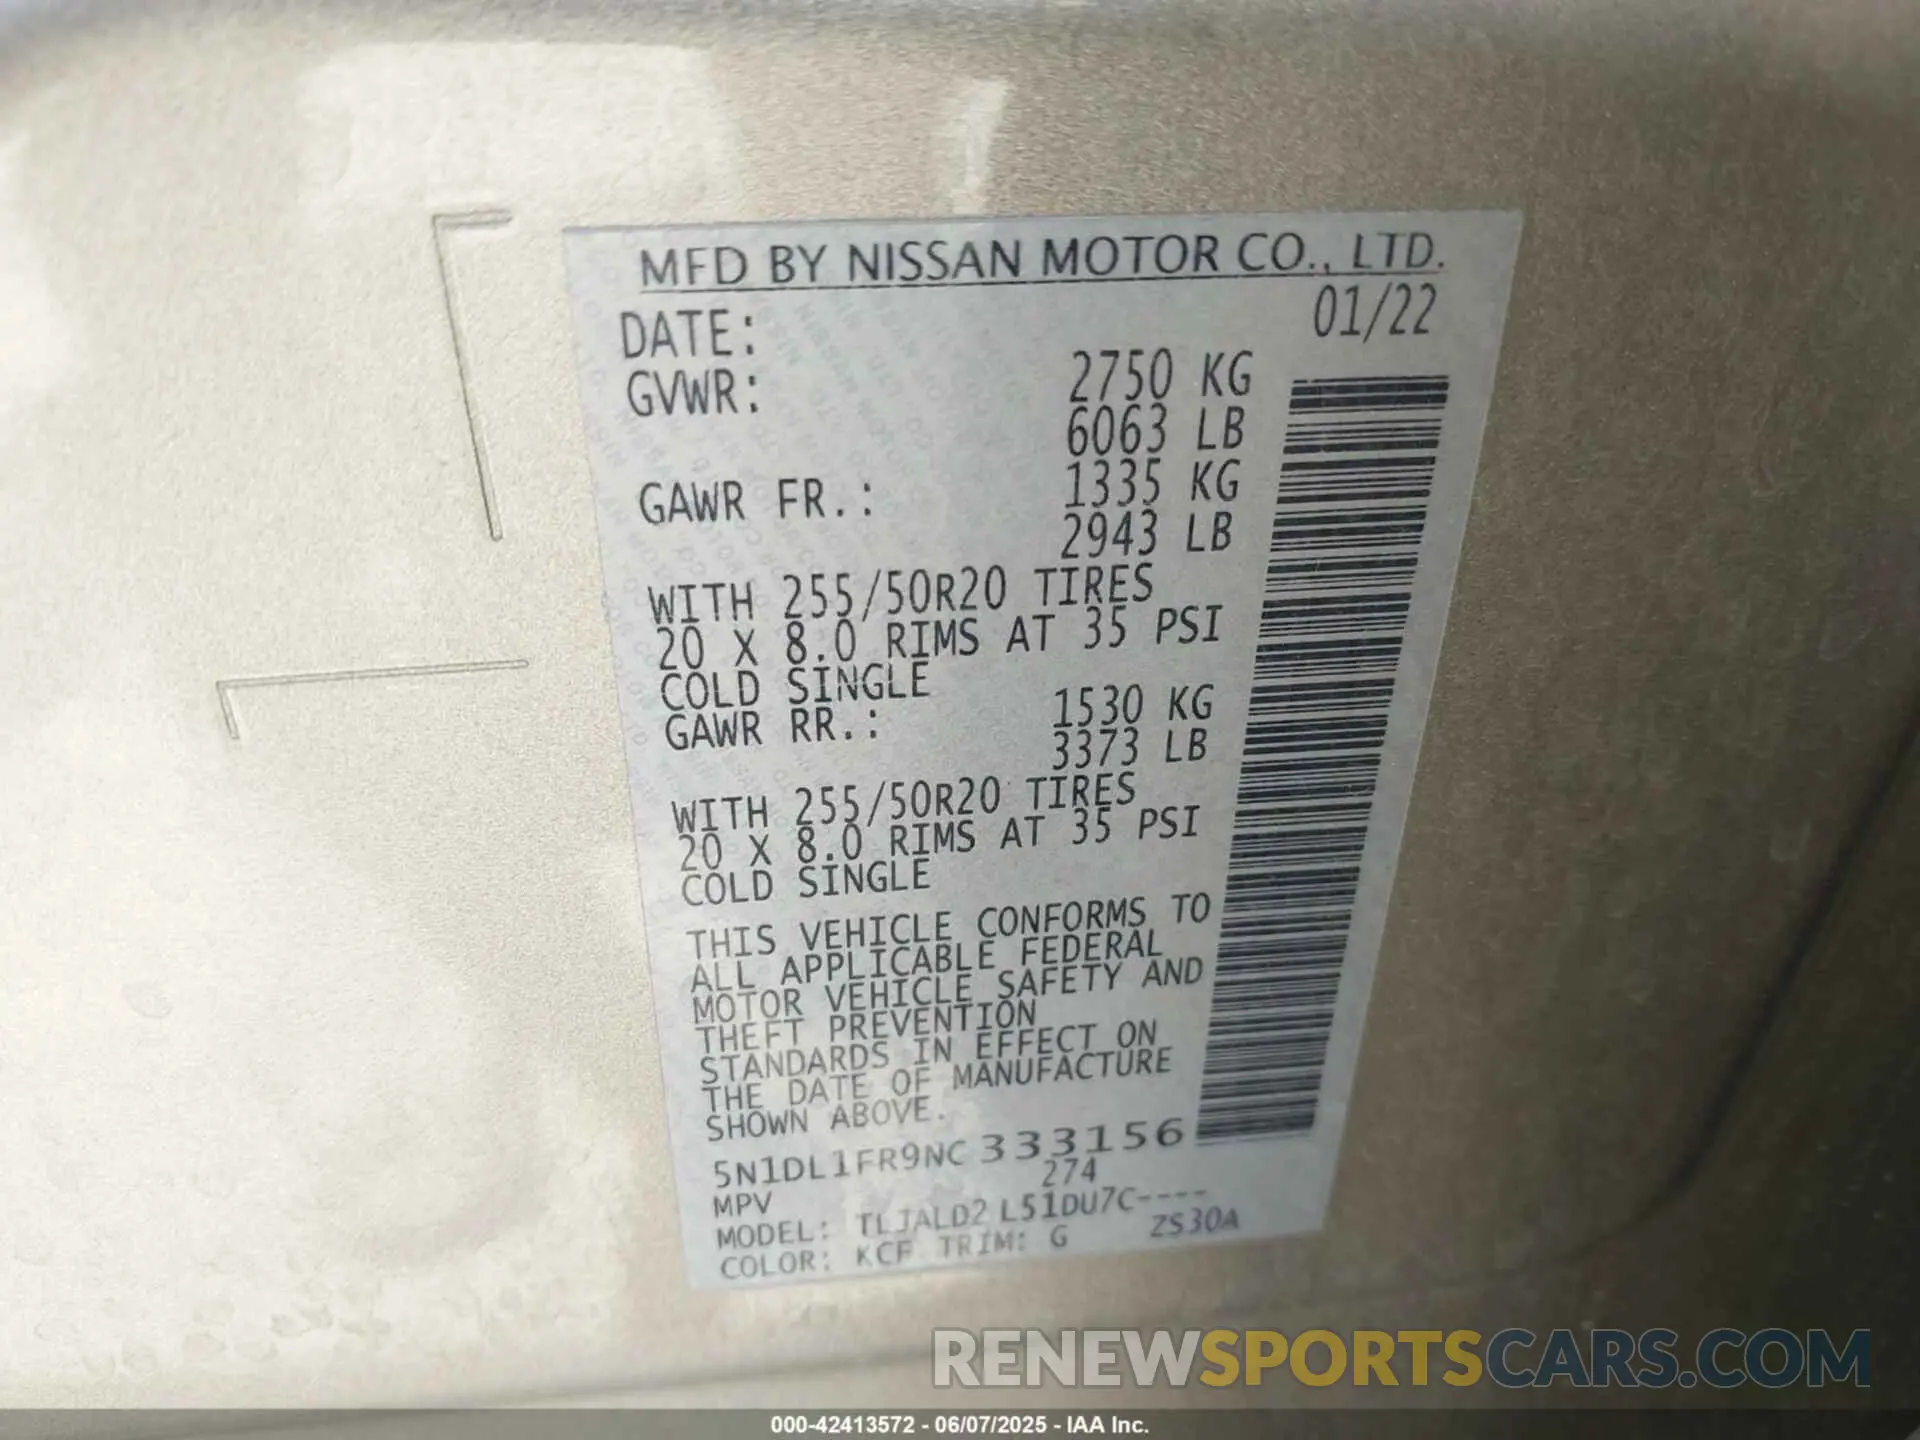 MFD BY NISSAN MOTOR CO., LTD.
DATE: 01/22
GVWR: 2750 KG
6063 LB
GAWR FR.: 1335 KG
2943 LB
WITH 255/50R20 TIRES
20 X 8.0 RIMS AT 35 PSI
COLD SINGLE
GAWR RR.: 1530 KG
3373 LB
WITH 255/50R20 TIRES
20 X 8.0 RIMS AT 35 PSI
COLD SINGLE
THIS VEHICLE CONFORMS TO
ALL APPLICABLE FEDERAL
MOTOR VEHICLE SAFETY AND
THEFT PREVENTION
STANDARDS IN EFFECT ON
THE DATE OF MANUFACTURE
SHOWN ABOVE.
5N1DL1FR9NC333156
MPV 274
MODEL: TLJALD2 L51DU7C----
COLOR: KCF TRIM: G ZS30A
RENEWSPORTSCARS.COM
000-42413572 - 06/07/2025 - IAA Inc.